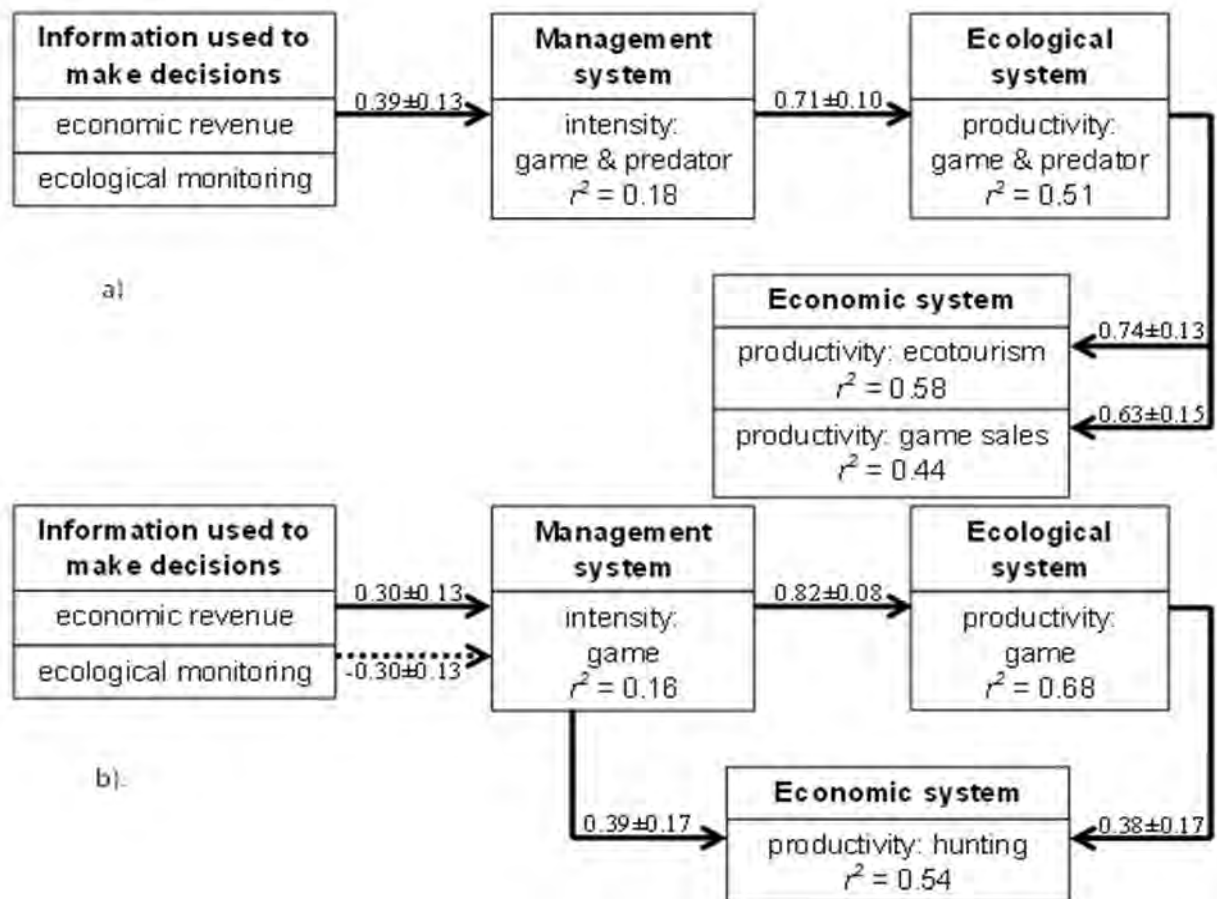 Information used to
make decisions
economic revenue
ecological monitoring
0.39±0.13
Management
system
intensity:
game & predator
r² = 0.18
0.71±0.10
Ecological
system
productivity:
game & predator
r² = 0.51
a)
Economic system
productivity: ecotourism
r² = 0.58
0.74±0.13
productivity: game sales
r² = 0.44
0.63±0.15
Information used to
make decisions
economic revenue
ecological monitoring
0.30±0.13
-0.30±0.13
Management
system
intensity:
game
r² = 0.16
0.82±0.08
Ecological
system
productivity:
game
r² = 0.68
b).
Economic system
productivity: hunting
r² = 0.54
0.39±0.17
0.38±0.17